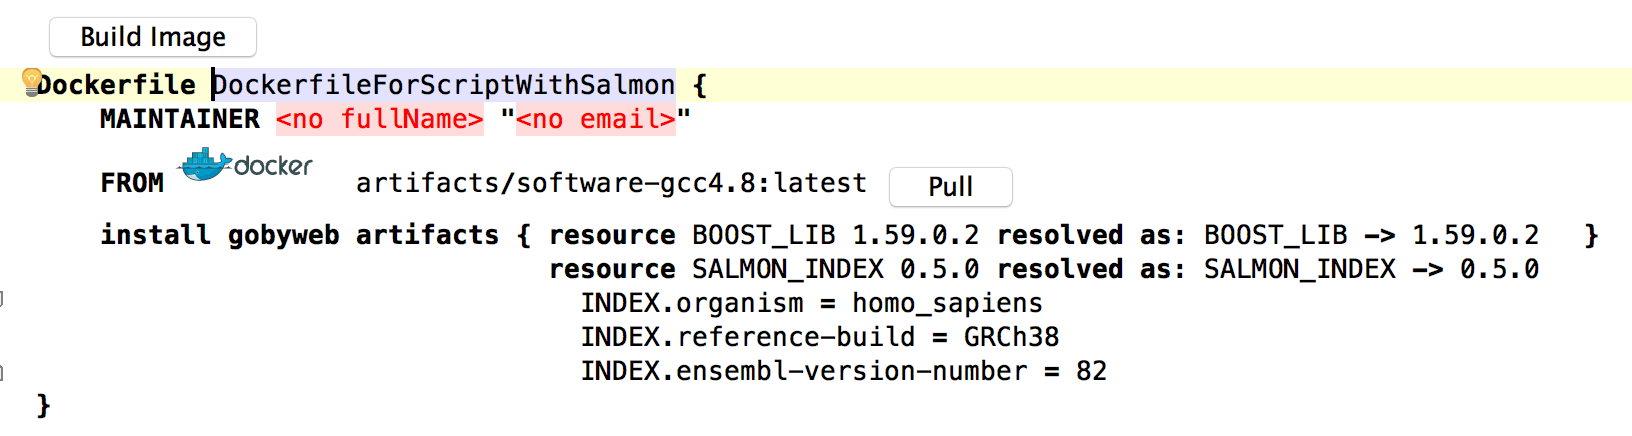 Build Image
Dockerfile DockerfileForScriptWithSalmon {
MAINTAINER <no fullName> "<no email>"
FROM docker artifacts/software-gcc4.8:latest Pull
install gobyweb artifacts { resource BOOST_LIB 1.59.0.2 resolved as: BOOST_LIB -> 1.59.0.2 }
resource SALMON_INDEX 0.5.0 resolved as: SALMON_INDEX -> 0.5.0
INDEX.organism = homo_sapiens
INDEX.reference-build = GRCh38
INDEX.ensembl-version-number = 82
}